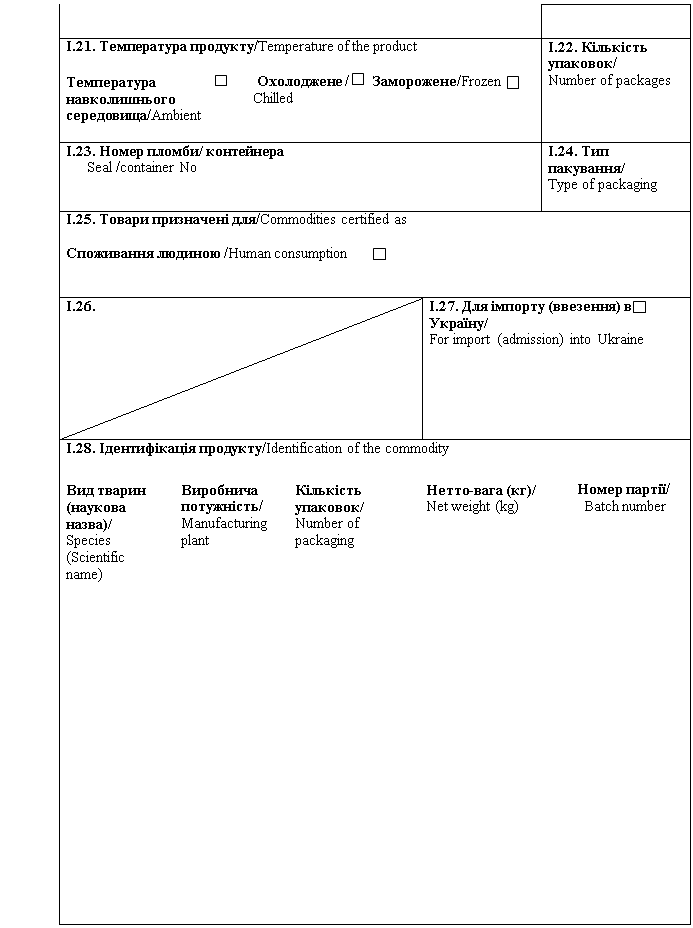 I.21. Температура продукту/Temperature of the product
I.22. Кількість
упаковок/
Number of packages
Температура
навколишнього
середовища/Ambient
Охолоджене /
Chilled
Заморожене/Frozen
I.23. Номер пломби/ контейнера
Seal /container No
I.24. Тип
пакування/
Type of packaging
I.25. Товари призначені для/Commodities certified as
Споживання людиною /Human consumption
I.26.
I.27. Для імпорту (ввезення) в
Україну/
For import (admission) into Ukraine
I.28. Ідентифікація продукту/Identification of the commodity
Вид тварин
(наукова
назва)/
Species
(Scientific
name)
Виробнича
потужність/
Manufacturing
plant
Кількість
упаковок/
Number of
packaging
Нетто-вага (кг)/
Net weight (kg)
Номер партії/
Batch number